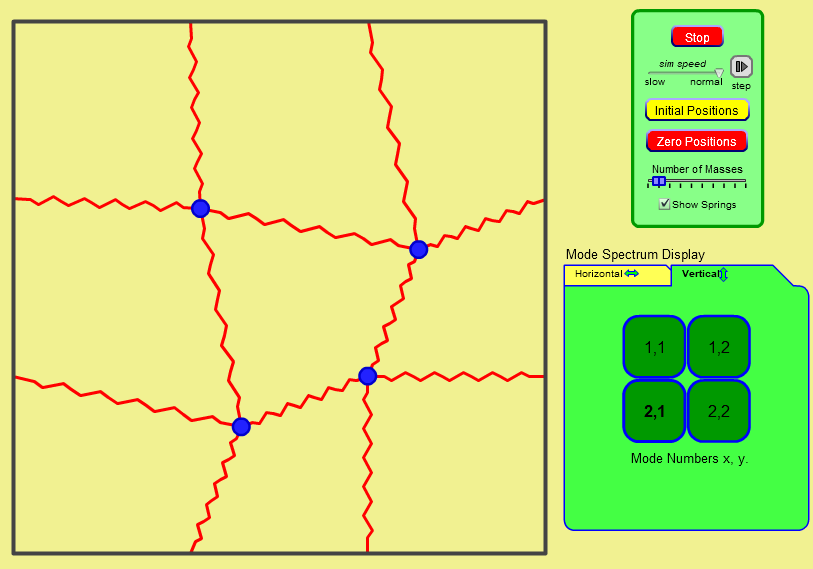 Stop
sim speed
slow normal step
Initial Positions
Zero Positions
Number of Masses
Show Springs
Mode Spectrum Display
Horizontal Vertical
1,1 1,2
2,1 2,2
Mode Numbers x, y.